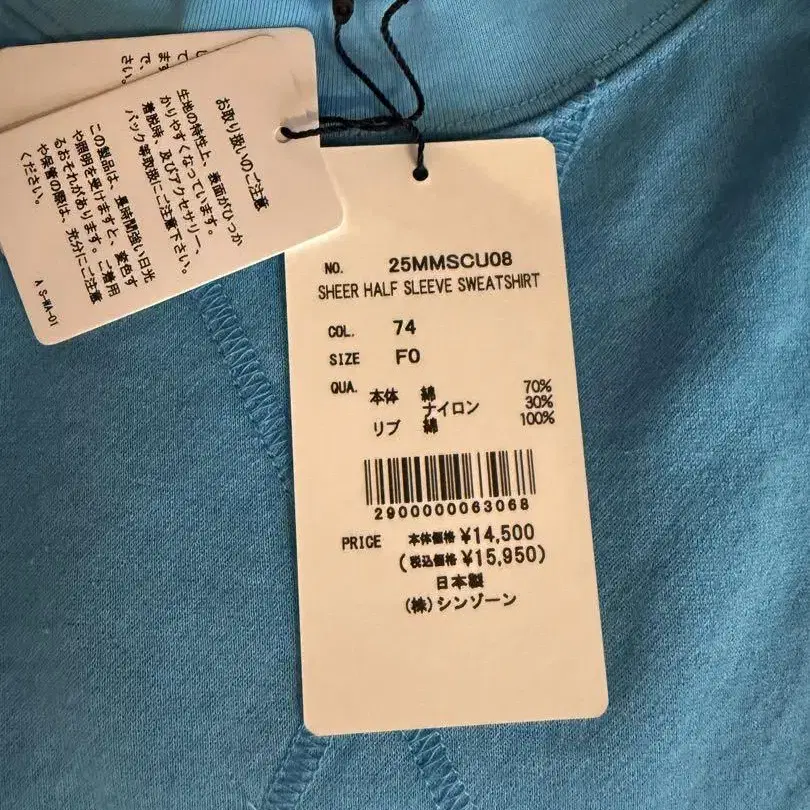 お取り扱いのご注意
生地の特性上、表面がひっか
かりやすくなっています。
着脱時、及びアクセサリー、
バック等取扱にご注意下さい。
この製品は、長時間強い日光
や照明を受けますと、変色す
るおそれがあります。ご着用
や保管の際は、充分にご注意
ください。
A S-WA-01
NO. 25MMSCU08
SHEER HALF SLEEVE SWEATSHIRT
COL. 74
SIZE F0
QUA. 本体 綿 70%
ナイロン 30%
リブ 綿 100%
2900000063068
PRICE 本体価格 ¥14,500
(税込価格 ¥15,950)
日本製
(株)シンゾーン